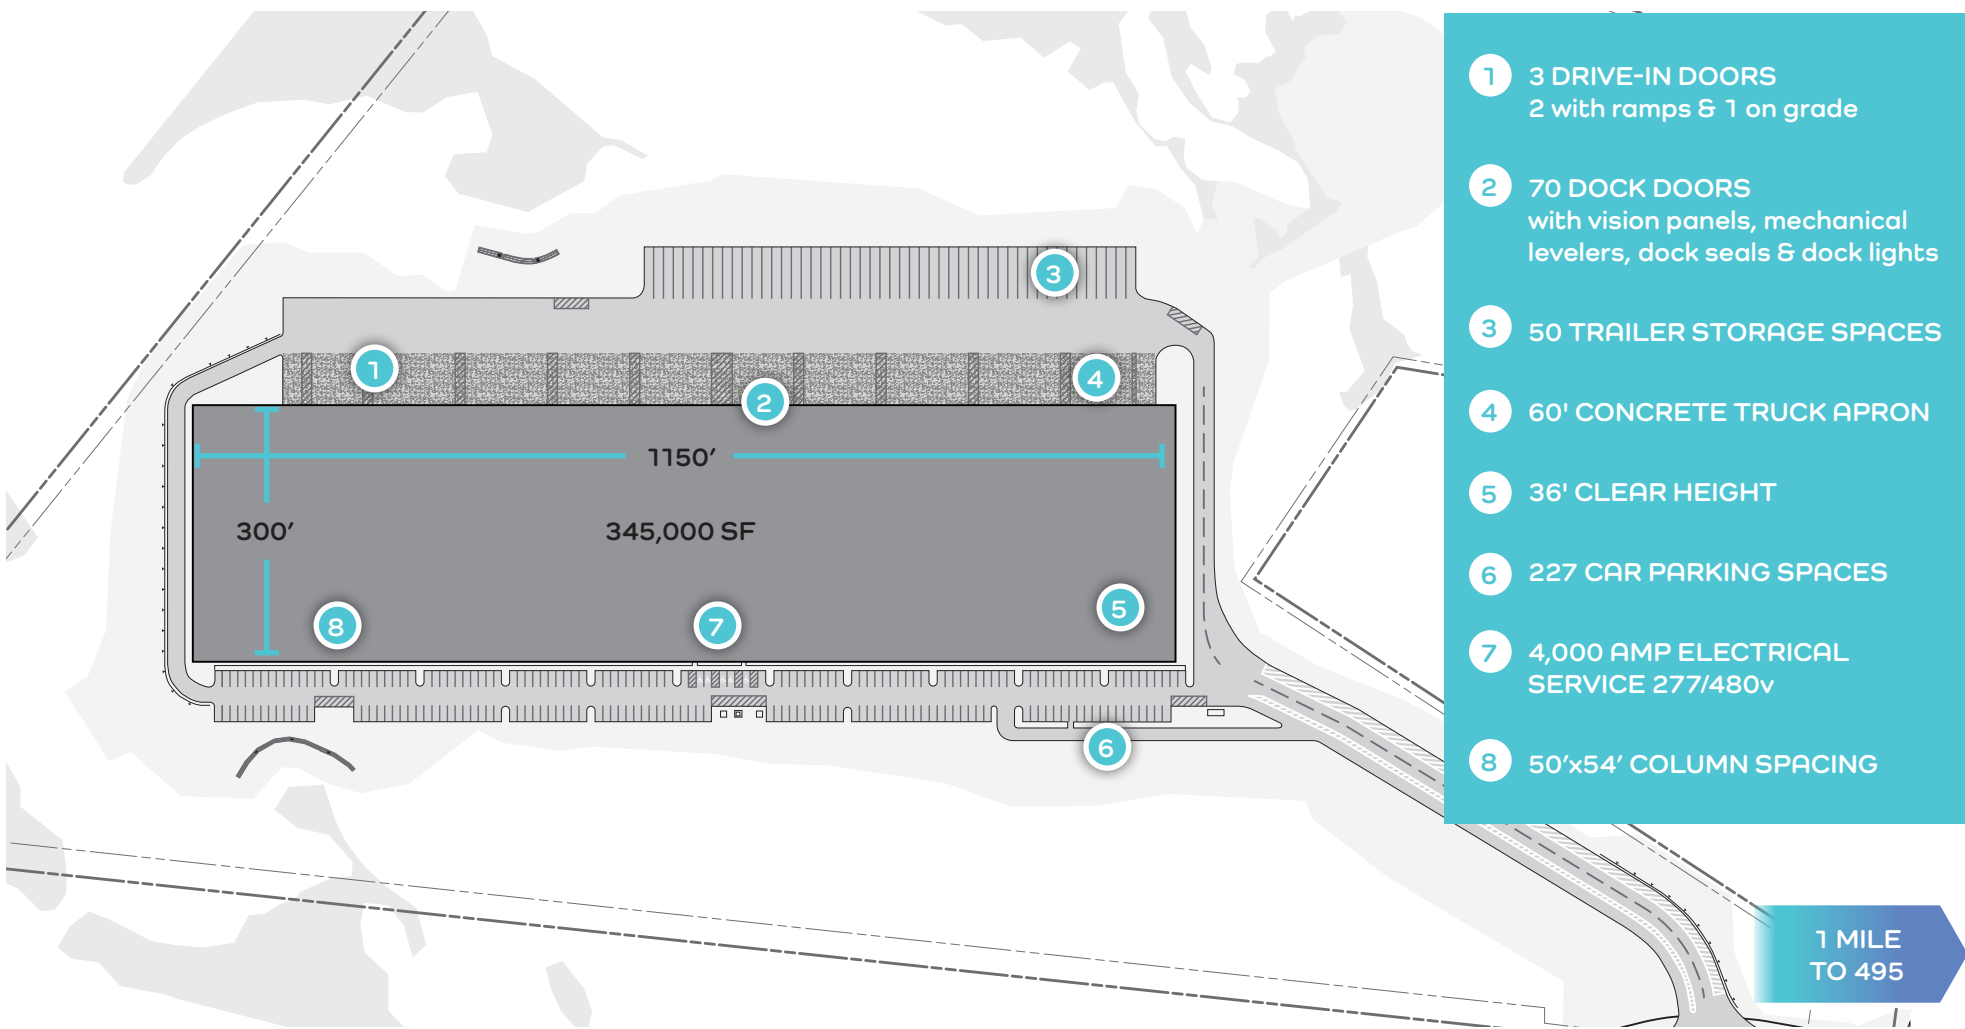 3
1
4
2
1150′
300′
345,000 SF
8
7
5
6
1 3 DRIVE-IN DOORS
2 with ramps & 1 on grade
2 70 DOCK DOORS
with vision panels, mechanical
levelers, dock seals & dock lights
3 50 TRAILER STORAGE SPACES
4 60' CONCRETE TRUCK APRON
5 36' CLEAR HEIGHT
6 227 CAR PARKING SPACES
7 4,000 AMP ELECTRICAL
SERVICE 277/480v
8 50′x54′ COLUMN SPACING
1 MILE
TO 495